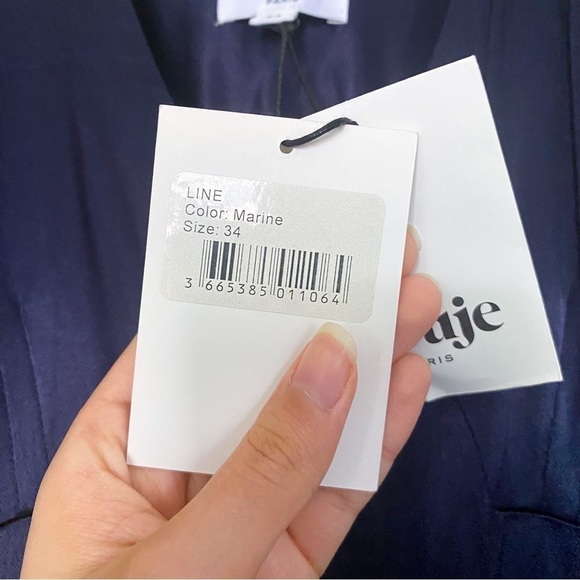 LINE
Color: Marine
Size: 34
3 665385 011064
uje
RIS